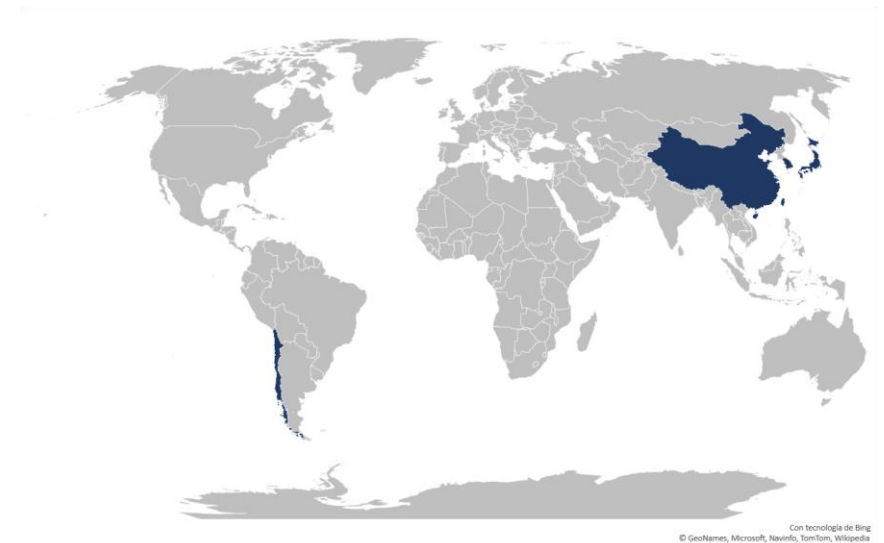 Con tecnología de Bing
© GeoNames, Microsoft, Navinfo, TomTom, Wikipedia